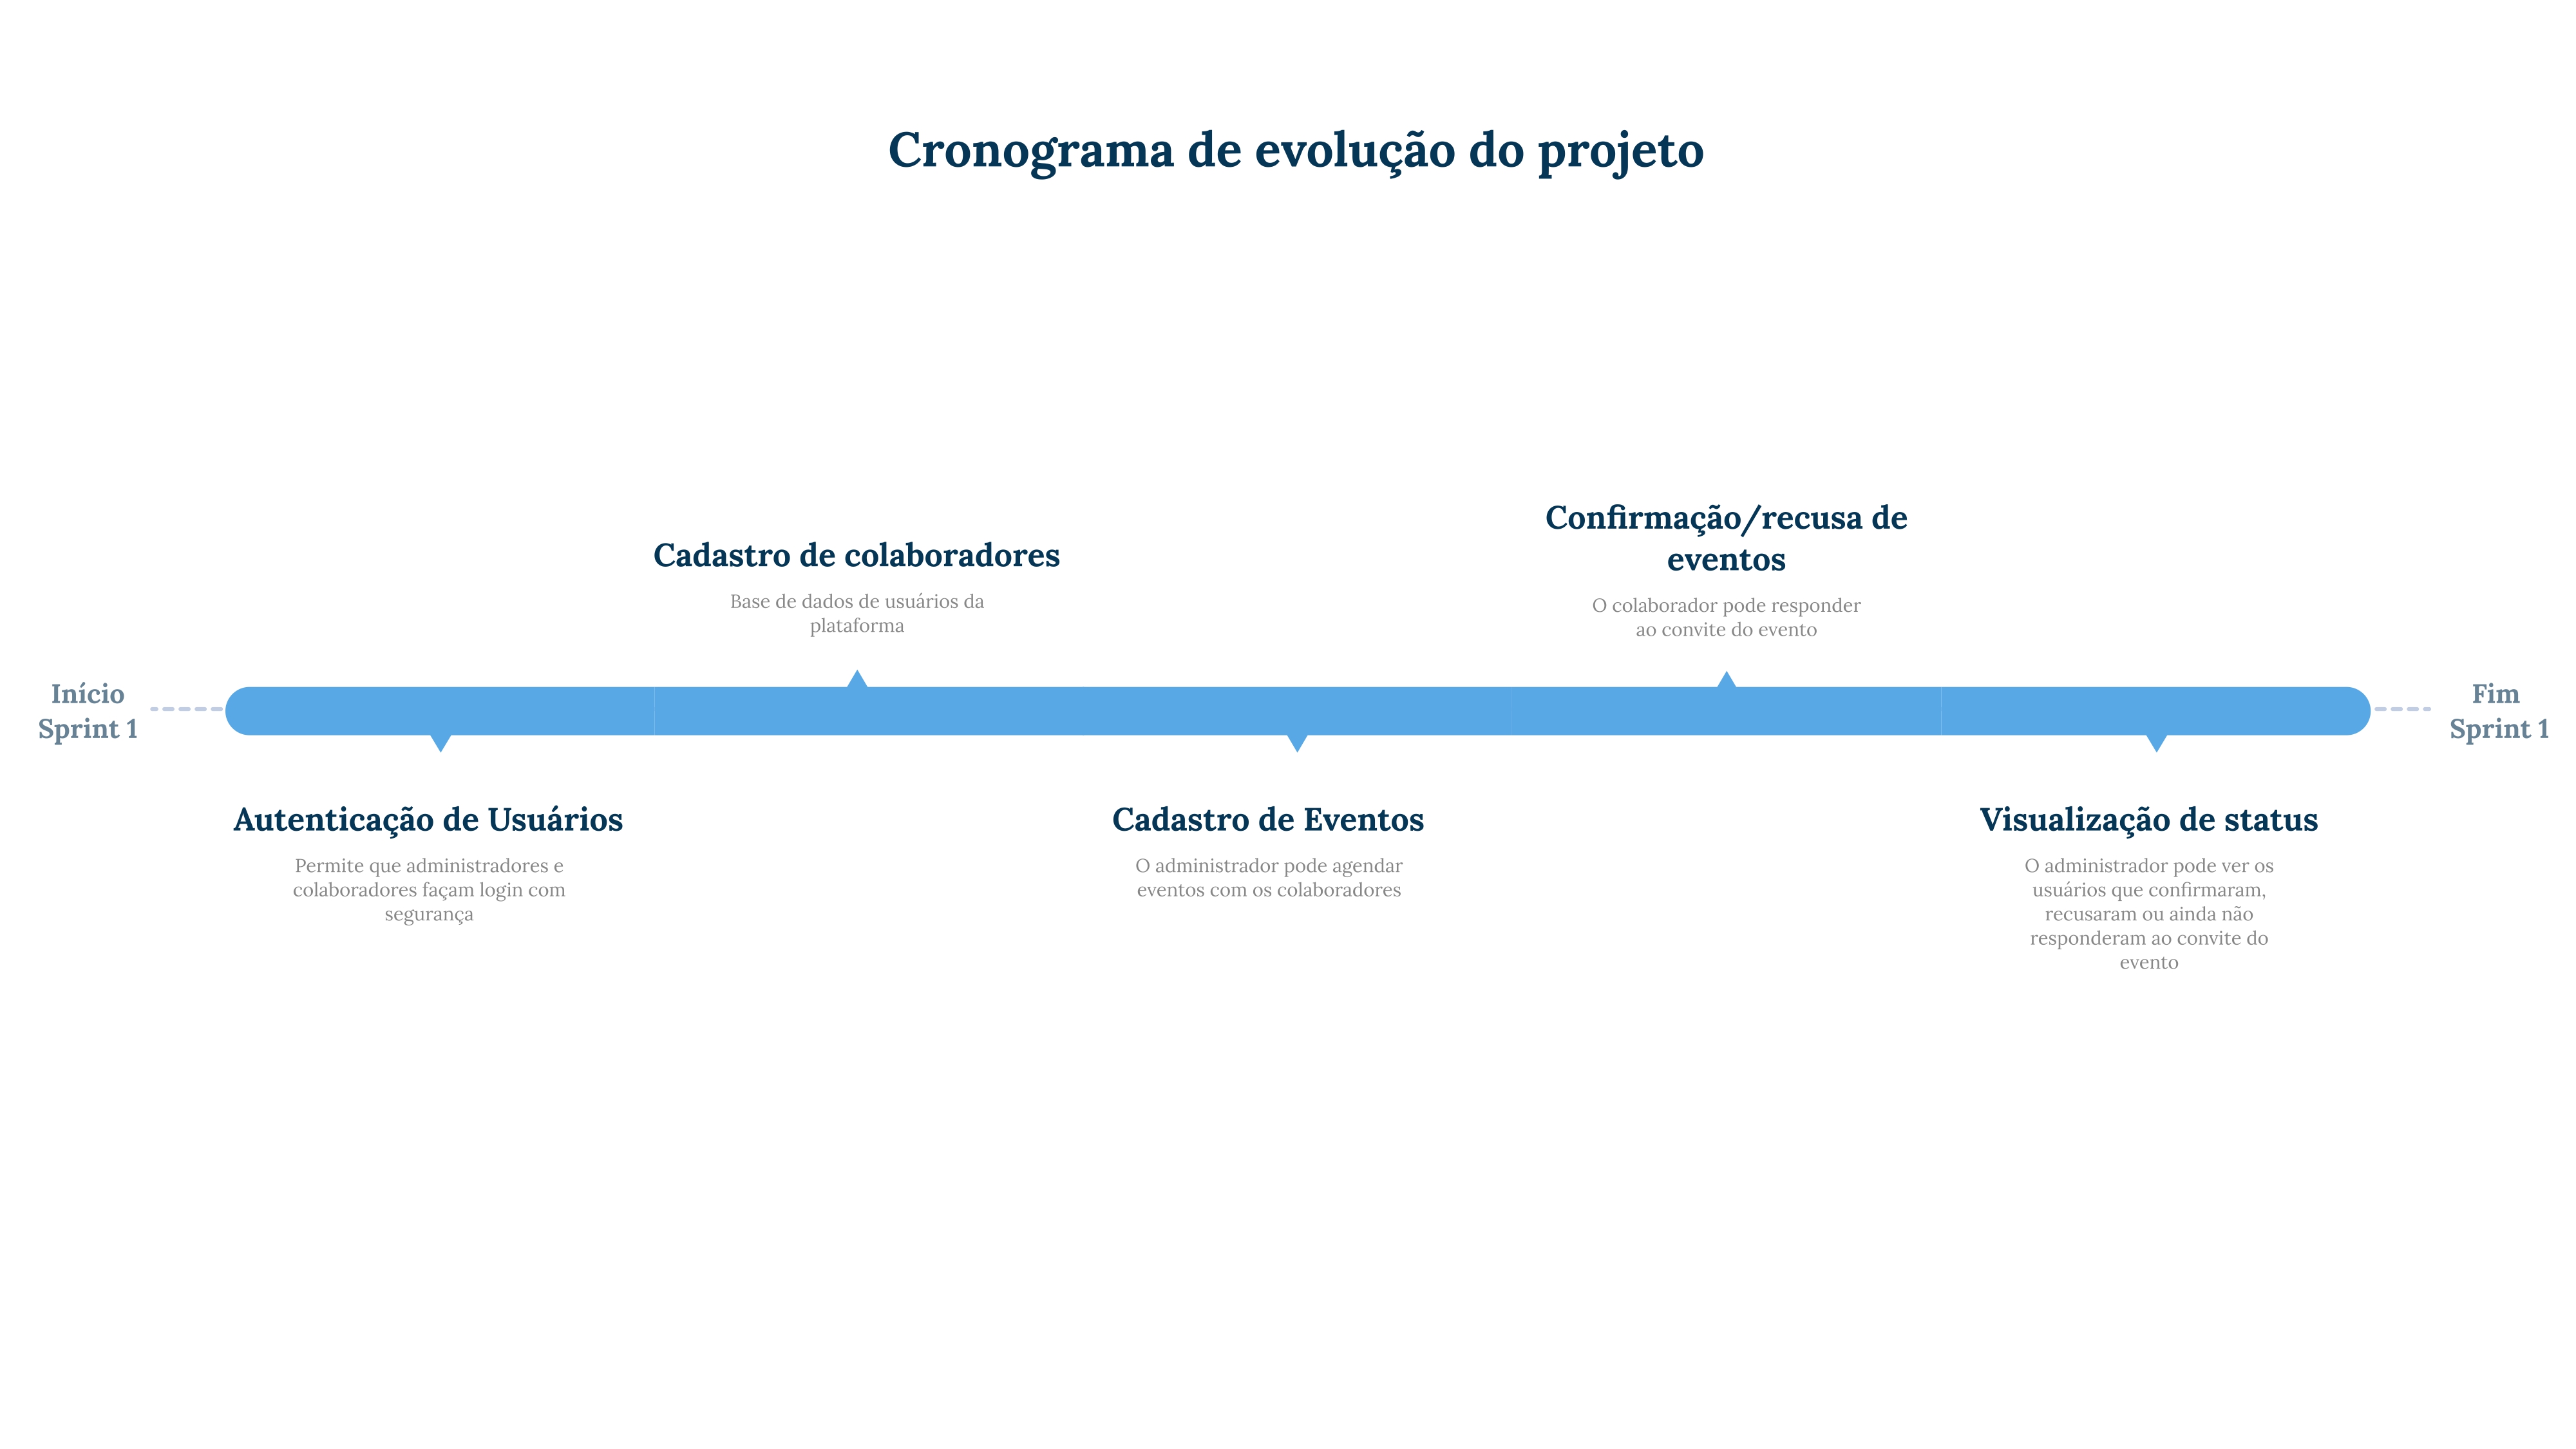 Cronograma de evolução do projeto
Confirmação/recusa de
eventos
O colaborador pode responder
ao convite do evento
Cadastro de colaboradores
Base de dados de usuários da
plataforma
Início
Sprint 1
Fim
Sprint 1
Autenticação de Usuários
Permite que administradores e
colaboradores façam login com
segurança
Cadastro de Eventos
O administrador pode agendar
eventos com os colaboradores
Visualização de status
O administrador pode ver os
usuários que confirmaram,
recusaram ou ainda não
responderam ao convite do
evento